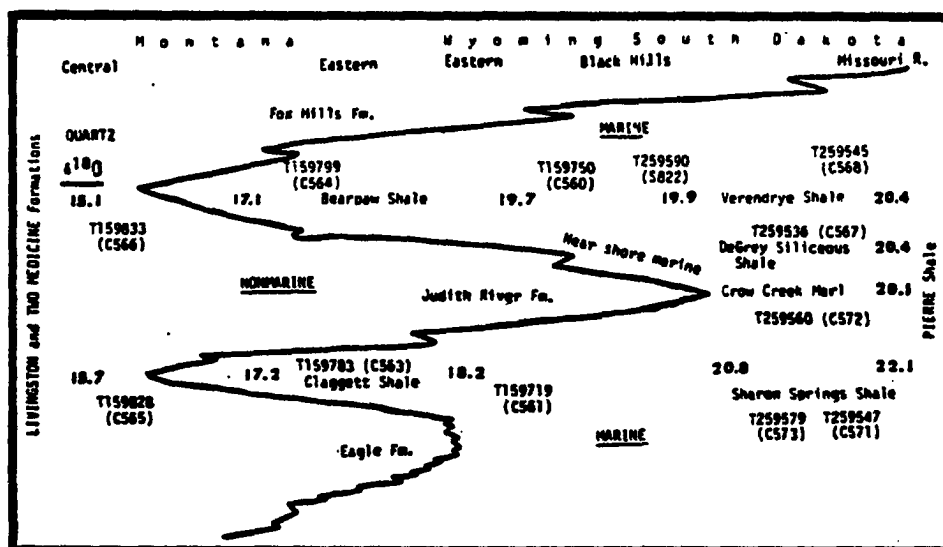 Montana Wyoming South Dakota
Central Eastern Eastern Black Hills Missouri R.
Fox Hills Fm.
QUARTZ
δ18O
MARINE
T159799
(C564)
T159750
(C560)
T259590
(S822)
T259545
(C568)
17.1 Bearpaw Shale 19.7 19.9 Verendrye Shale 20.4
T159833
(C566)
T259536 (C567)
Near shore marine
DeGrey Siliceous
Shale
20.4
NONMARINE
Judith River Fm.
Crow Creek Marl 20.1
T259560 (C572)
T159783 (C563)
Claggett Shale
17.2 18.2 20.8 22.1
T159828
(C565)
T159719
(C561)
Sharon Springs Shale
T259579
(C573)
T259547
(C571)
Eagle Fm.
MARINE
LIVINGSTON and TWO MEDICINE Formations
PIERRE Shale